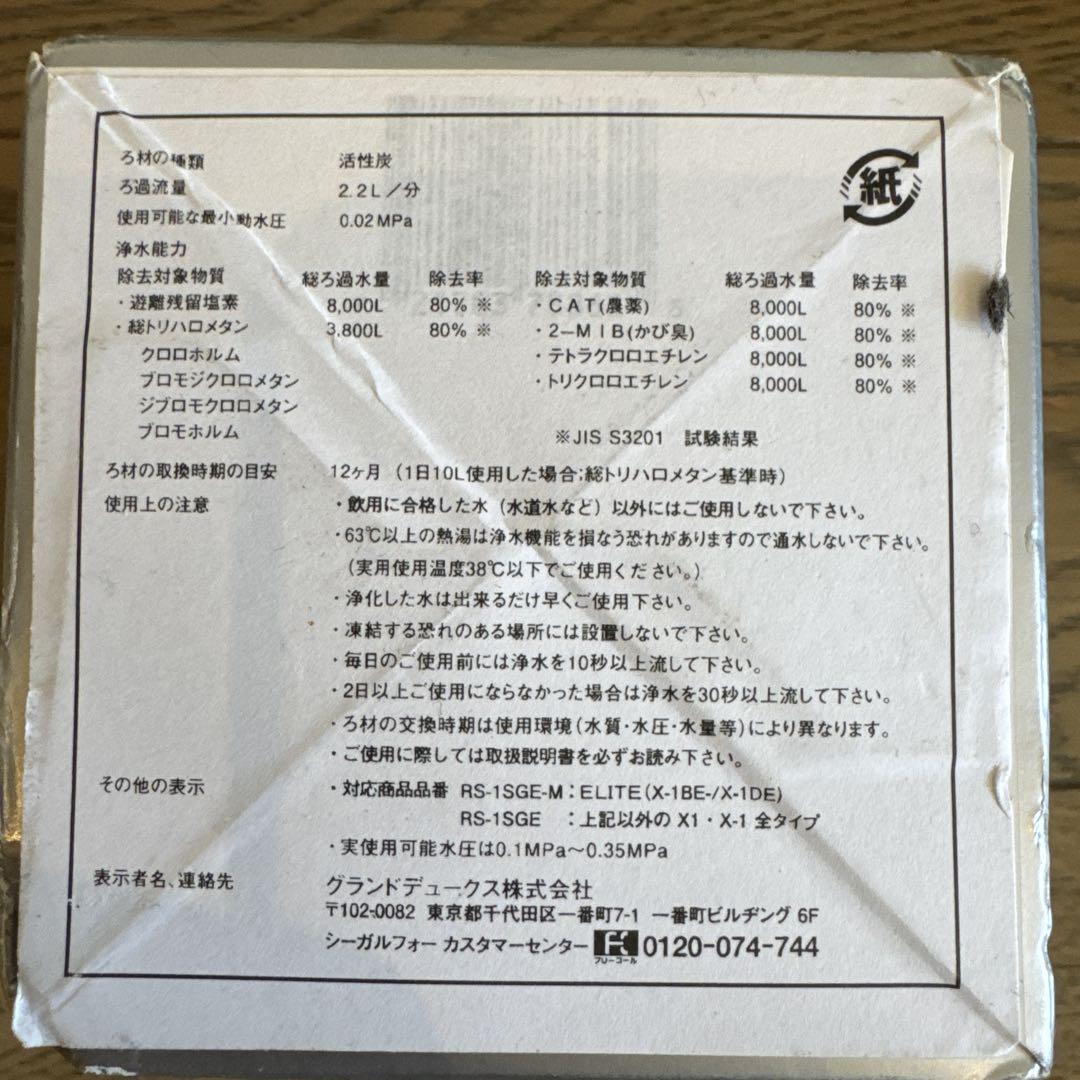 ろ材の種類 活性炭
ろ過流量 2.2L/分
使用可能な最小動水圧 0.02MPa
紙
浄水能力
除去対象物質 総ろ過水量 除去率 除去対象物質 総ろ過水量 除去率
・遊離残留塩素 8,000L 80% ※ ・CAT(農薬) 8,000L 80% ※
・総トリハロメタン 3,800L 80% ※ ・2−MIB(かび臭) 8,000L 80% ※
クロロホルム ・テトラクロロエチレン 8,000L 80% ※
ブロモジクロロメタン ・トリクロロエチレン 8,000L 80% ※
ジブロモクロロメタン
ブロモホルム ※JIS S3201 試験結果
ろ材の取換時期の目安 12ヶ月(1日10L使用した場合;総トリハロメタン基準時)
使用上の注意 ・飲用に合格した水(水道水など)以外にはご使用しないで下さい。
・63℃以上の熱湯は浄水機能を損なう恐れがありますので通水しないで下さい。
(実用使用温度38℃以下でご使用ください。)
・浄化した水は出来るだけ早くご使用下さい。
・凍結する恐れのある場所には設置しないで下さい。
・毎日のご使用前には浄水を10秒以上流して下さい。
・2日以上ご使用にならなかった場合は浄水を30秒以上流して下さい。
・ろ材の交換時期は使用環境(水質・水圧・水量等)により異なります。
・ご使用に際しては取扱説明書を必ずお読み下さい。
その他の表示 ・対応商品品番 RS-1SGE-M:ELITE(X-1BE-/X-1DE)
RS-1SGE :上記以外の X1・X-1 全タイプ
・実使用可能水圧は0.1MPa〜0.35MPa
表示者名、連絡先 グランドデュークス株式会社
〒102-0082 東京都千代田区一番町7-1 一番町ビルヂング 6F
シーガルフォー カスタマーセンター フリーコール 0120-074-744